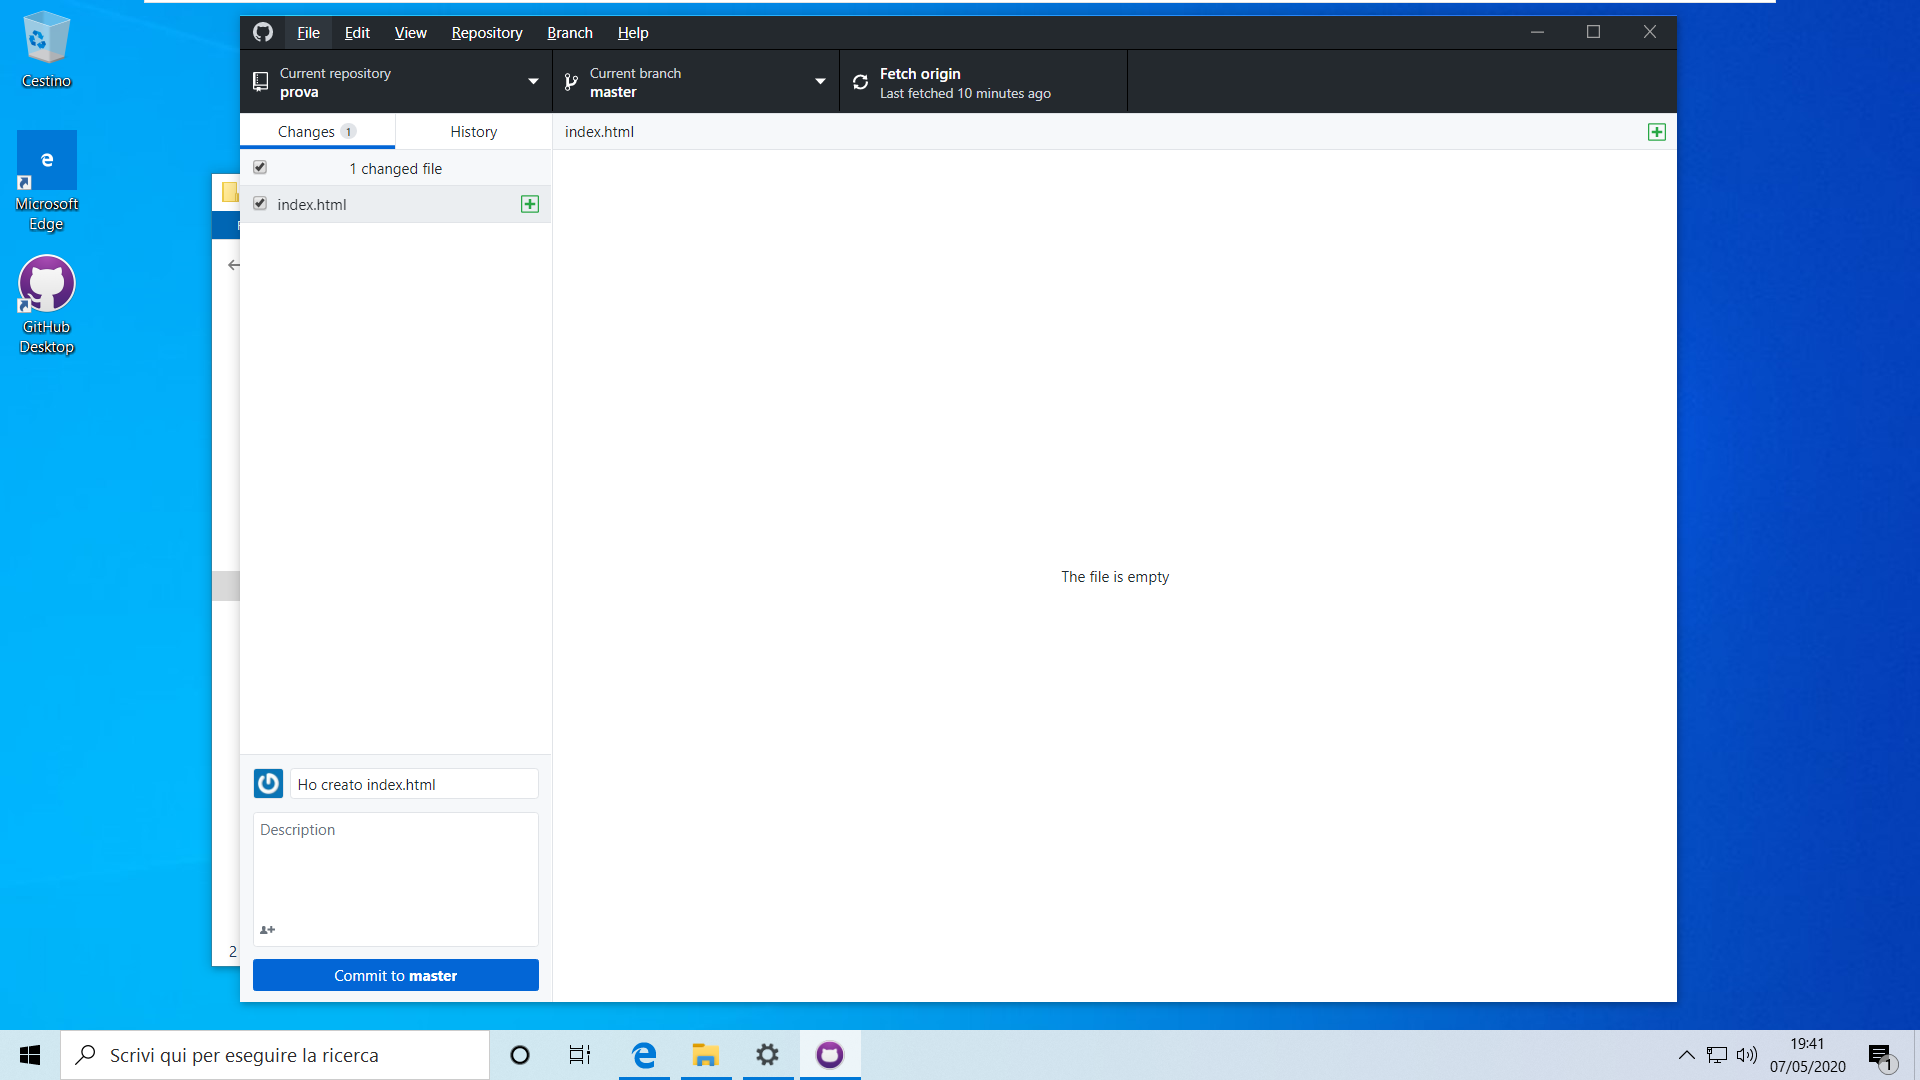 Cestino
Microsoft
Edge
GitHub
Desktop
File Edit View Repository Branch Help
Current repository
prova
Current branch
master
Fetch origin
Last fetched 10 minutes ago
Changes 1
History
index.html
1 changed file
index.html
The file is empty
Ho creato index.html
Description
Commit to master
2
Scrivi qui per eseguire la ricerca
19:41
07/05/2020
1